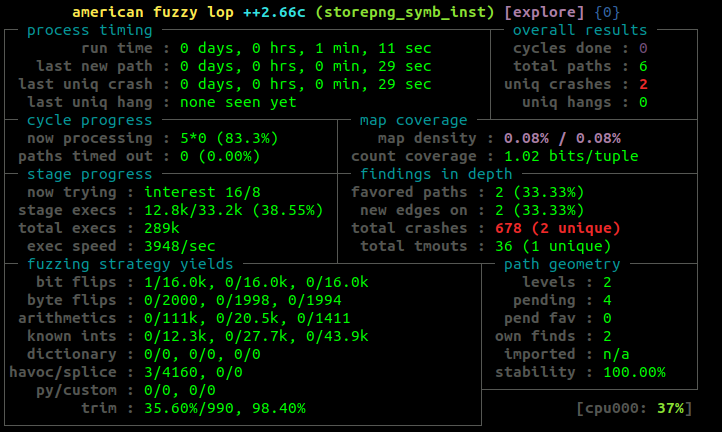 american fuzzy lop ++2.66c (storepng_symb_inst) [explore] {0}
process timing overall results
run time : 0 days, 0 hrs, 1 min, 11 sec cycles done : 0
last new path : 0 days, 0 hrs, 0 min, 29 sec total paths : 6
last uniq crash : 0 days, 0 hrs, 0 min, 29 sec uniq crashes : 2
last uniq hang : none seen yet uniq hangs : 0
cycle progress map coverage
now processing : 5*0 (83.3%) map density : 0.08% / 0.08%
paths timed out : 0 (0.00%) count coverage : 1.02 bits/tuple
stage progress findings in depth
now trying : interest 16/8 favored paths : 2 (33.33%)
stage execs : 12.8k/33.2k (38.55%) new edges on : 2 (33.33%)
total execs : 289k total crashes : 678 (2 unique)
exec speed : 3948/sec total tmouts : 36 (1 unique)
fuzzing strategy yields path geometry
bit flips : 1/16.0k, 0/16.0k, 0/16.0k levels : 2
byte flips : 0/2000, 0/1998, 0/1994 pending : 4
arithmetics : 0/111k, 0/20.5k, 0/1411 pend fav : 0
known ints : 0/12.3k, 0/27.7k, 0/43.9k own finds : 2
dictionary : 0/0, 0/0, 0/0 imported : n/a
havoc/splice : 3/4160, 0/0 stability : 100.00%
py/custom : 0/0, 0/0
trim : 35.60%/990, 98.40% [cpu000: 37%]